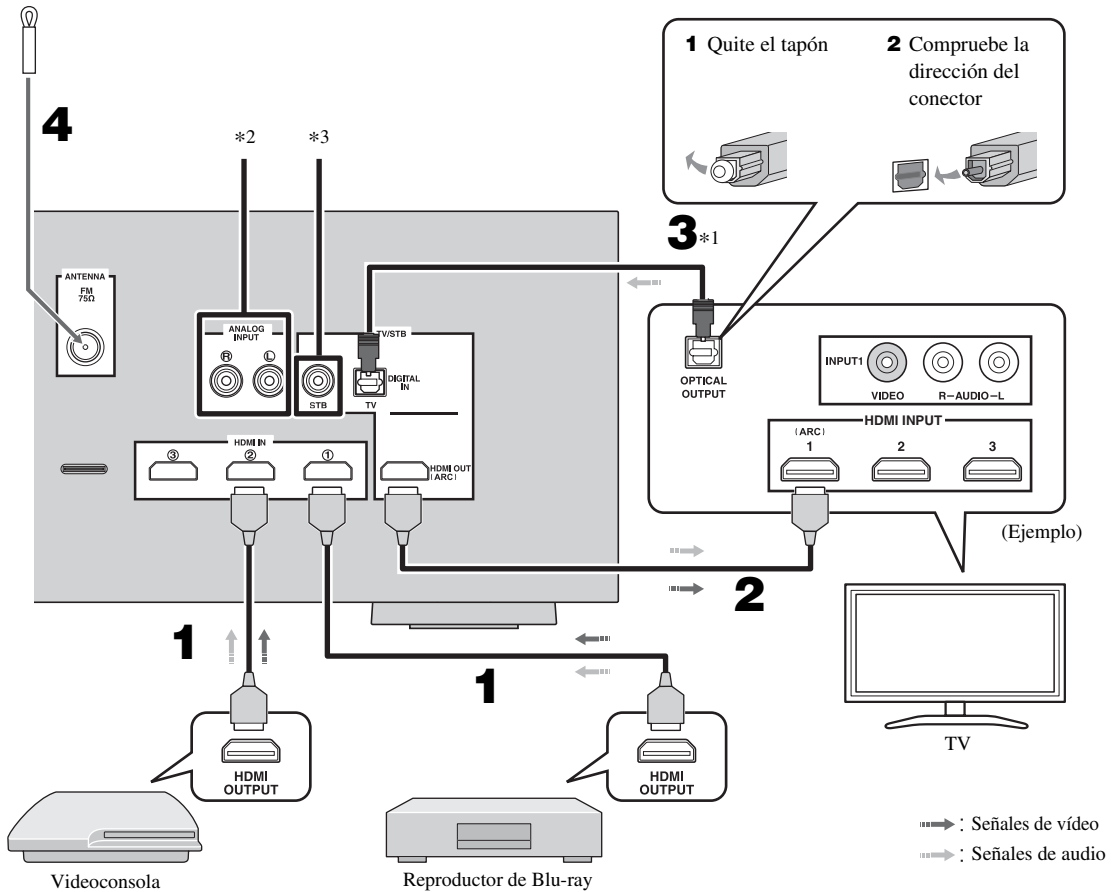 1 Quite el tapón
2 Compruebe la
dirección del
conector
4
*2
*3
3*1
ANTENNA
FM
75Ω
ANALOG
INPUT
R
L
STB
TV/STB
DIGITAL
IN
TV
HDMI IN
③
②
①
HDMI OUT
(ARC)
OPTICAL
OUTPUT
INPUT1
VIDEO
R–AUDIO–L
HDMI INPUT
(ARC)
1
2
3
(Ejemplo)
2
1
1
HDMI
OUTPUT
HDMI
OUTPUT
TV
Videoconsola
Reproductor de Blu-ray
: Señales de vídeo
: Señales de audio